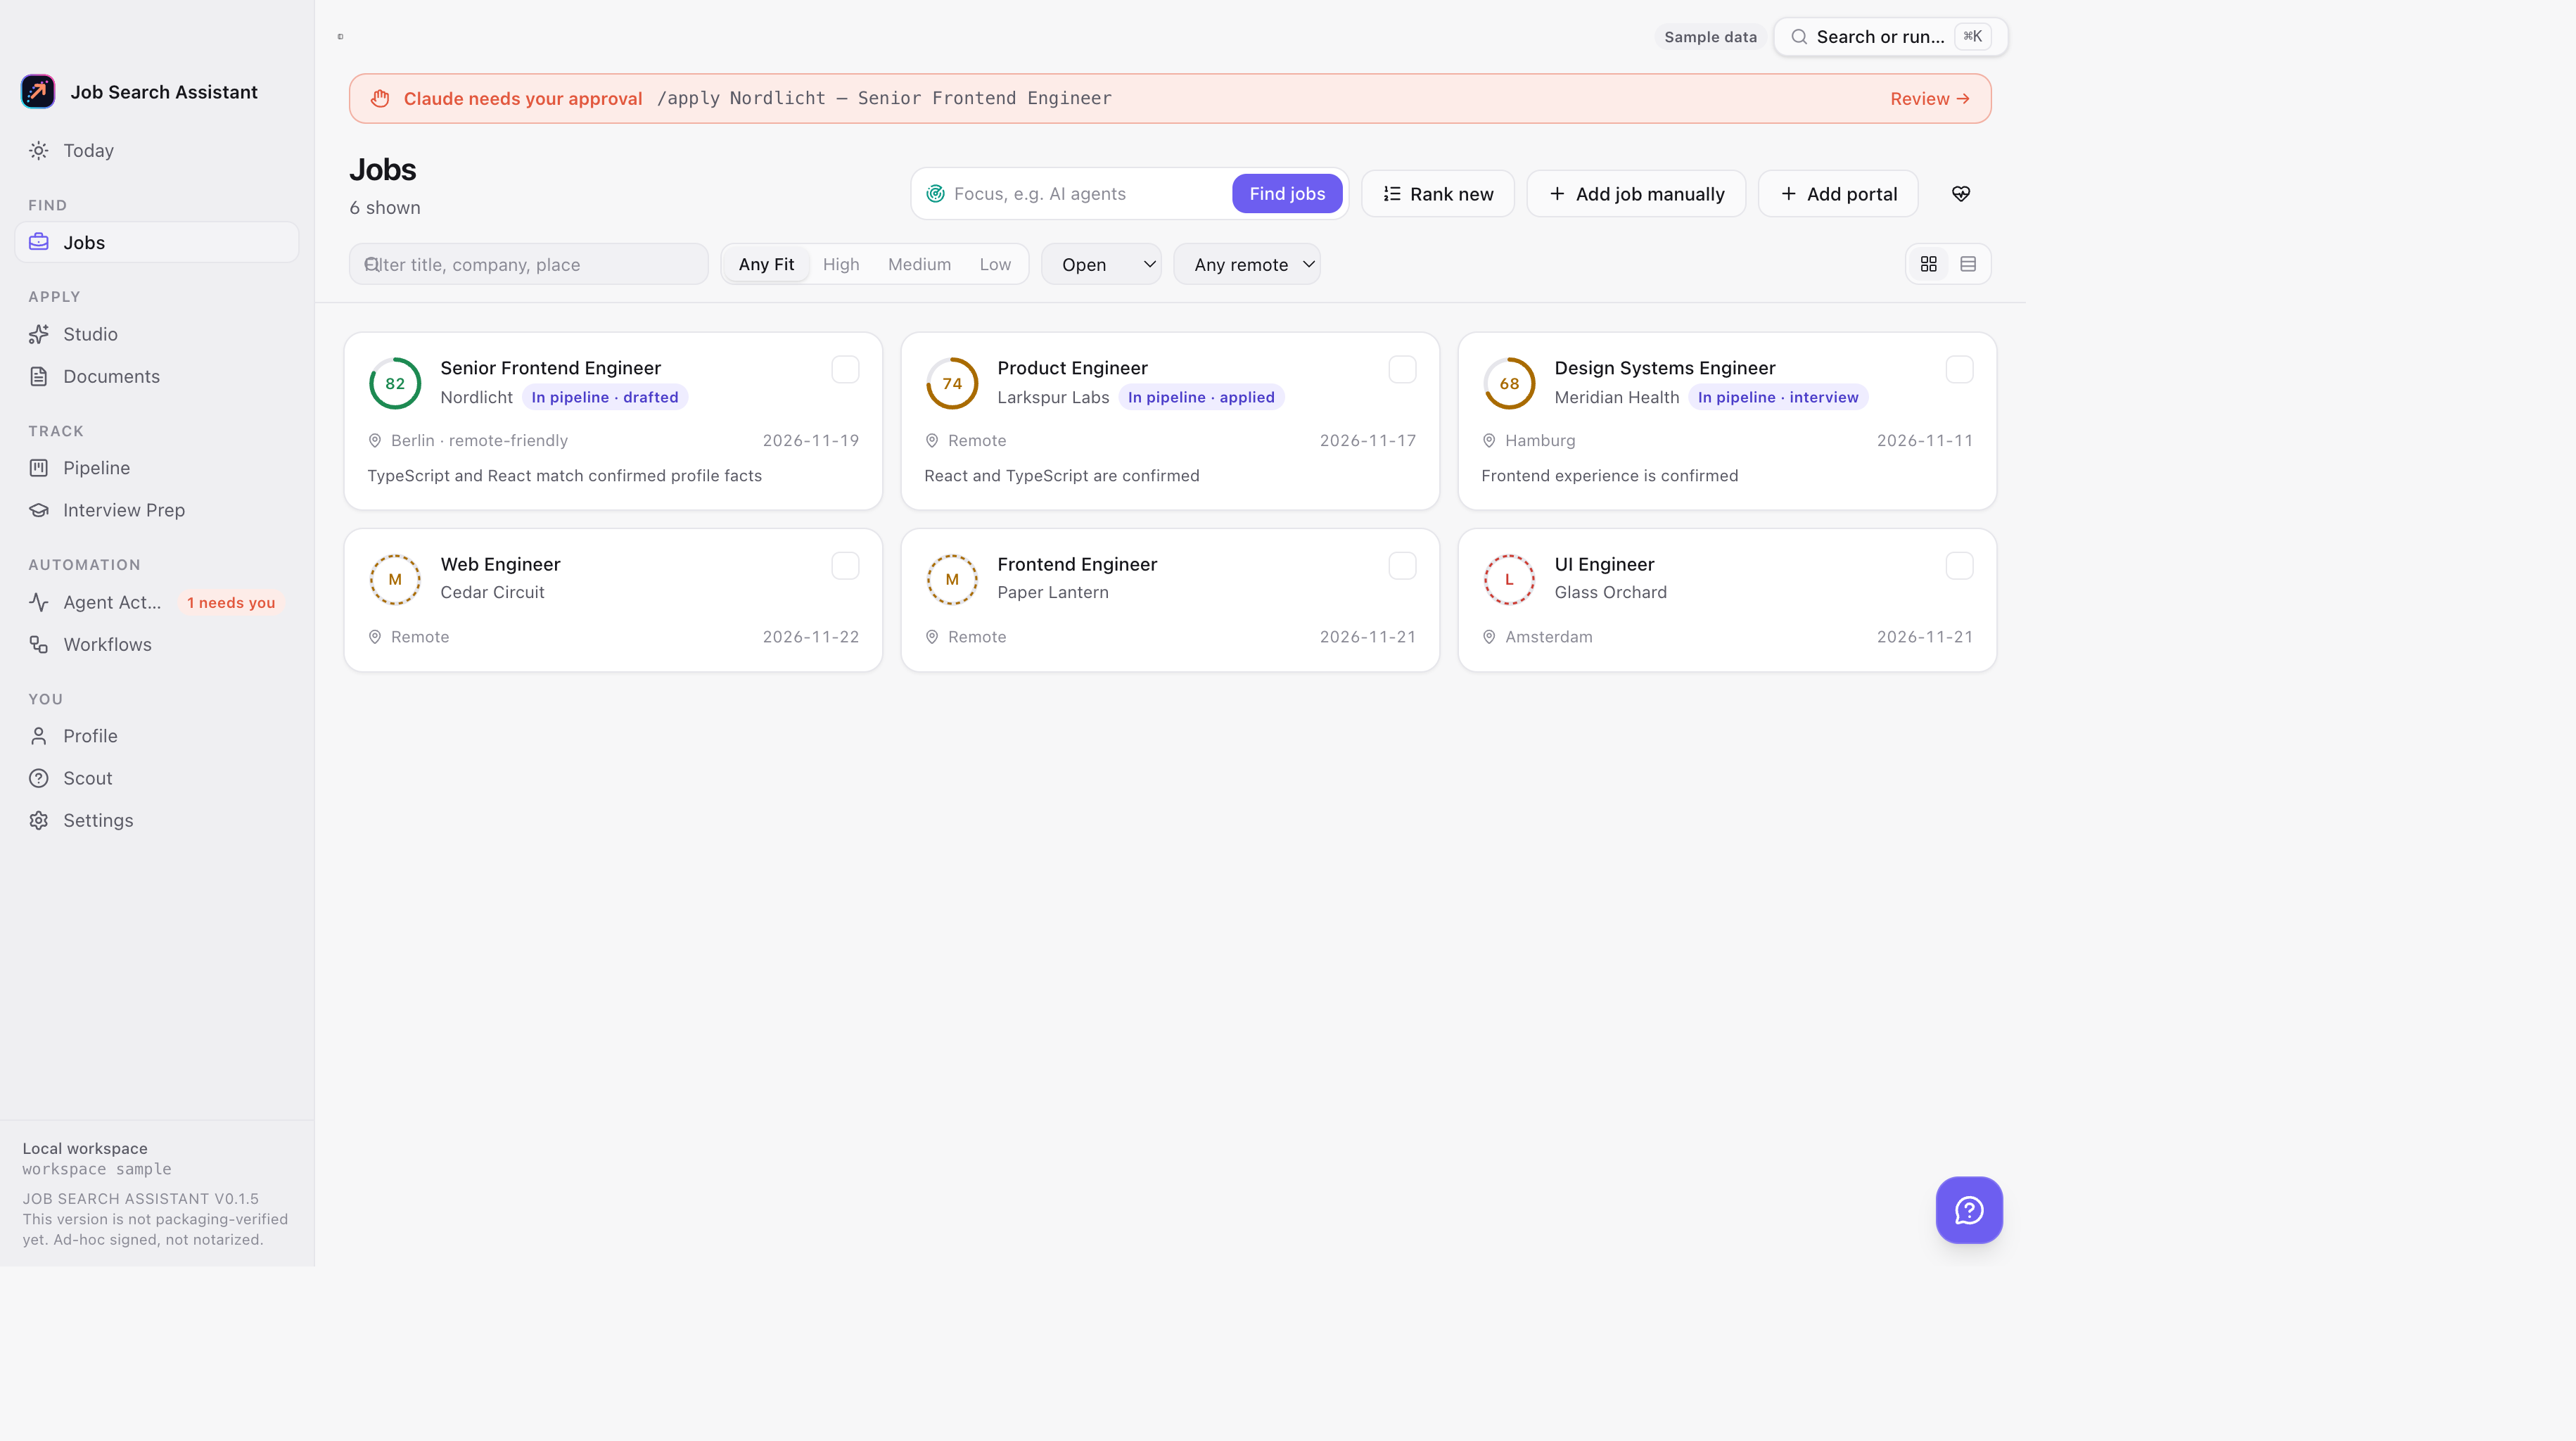 Job Search Assistant
Today
FIND
Jobs
APPLY
Studio
Documents
TRACK
Pipeline
Interview Prep
AUTOMATION
Agent Act... 1 needs you
Workflows
YOU
Profile
Scout
Settings
Local workspace
workspace sample
JOB SEARCH ASSISTANT V0.1.5
This version is not packaging-verified
yet. Ad-hoc signed, not notarized.
Sample data
Search or run... ⌘K
Claude needs your approval /apply Nordlicht — Senior Frontend Engineer Review →
Jobs
6 shown
Focus, e.g. AI agents Find jobs Rank new + Add job manually + Add portal
Filter title, company, place Any Fit High Medium Low Open Any remote
82 Senior Frontend Engineer
Nordlicht In pipeline · drafted
Berlin · remote-friendly 2026-11-19
TypeScript and React match confirmed profile facts
74 Product Engineer
Larkspur Labs In pipeline · applied
Remote 2026-11-17
React and TypeScript are confirmed
68 Design Systems Engineer
Meridian Health In pipeline · interview
Hamburg 2026-11-11
Frontend experience is confirmed
M Web Engineer
Cedar Circuit
Remote 2026-11-22
M Frontend Engineer
Paper Lantern
Remote 2026-11-21
L UI Engineer
Glass Orchard
Amsterdam 2026-11-21